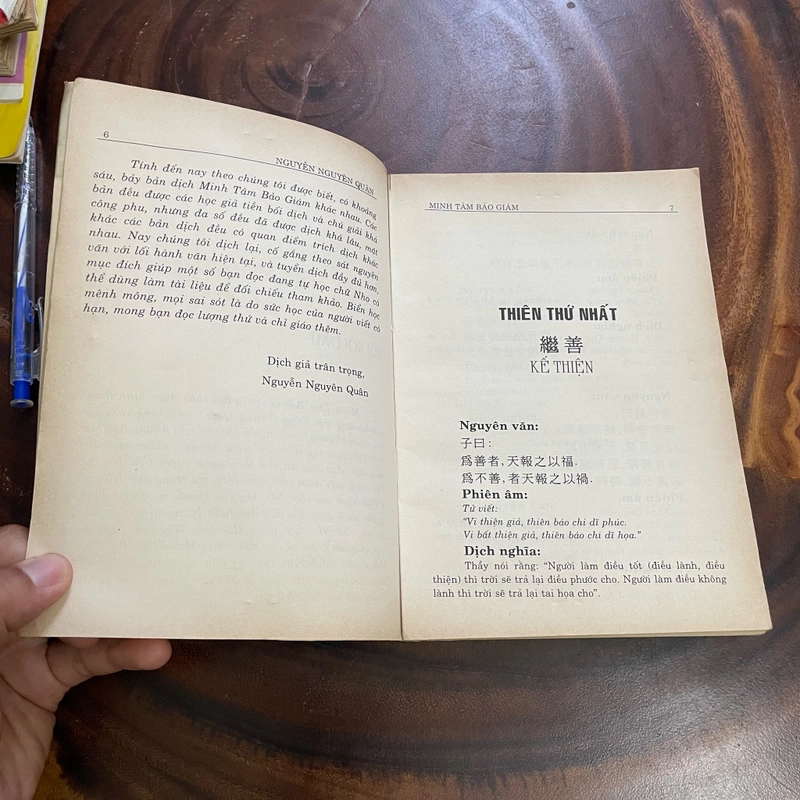 6
NGUYỄN NGUYÊN QUÂN
Tính đến nay theo chúng tôi được biết, có khoảng
sáu, bảy bản dịch Minh Tâm Bảo Giám khác nhau. Các
bản đều được các học giả tiền bối dịch và chú giải khá
công phu, nhưng đa số đều đã được dịch khá lâu, mát
khác các bản dịch đều có quan điểm trích dịch khác
nhau. Nay chúng tôi dịch lại, cố gắng theo sát nguyên
văn với lối hành văn hiện tại, và tuyển dịch đầy đủ hơn,
mục đích giúp một số bạn đọc đang tự học chữ Nho có
thể dùng làm tài liệu để đối chiếu tham khảo. Biển học
mênh mông, mọi sai sót là do sức học của người viết có
hạn, mong bạn đọc lượng thứ và chỉ giáo thêm.
Dịch giả trân trọng,
Nguyễn Nguyên Quân
MINH TÂM BẢO GIÁM
7
THIÊN THỨ NHẤT
繼善
KẾ THIỆN
Nguyên văn:
子曰:
爲善者,天報之以福.
爲不善,者天報之以禍.
Phiên âm:
Tử viết:
“Vi thiện giả, thiên báo chi dĩ phúc.
Vi bất thiện giả, thiên báo chi dĩ họa.”
Dịch nghĩa:
Thầy nói rằng: “Người làm điều tốt (điều lành, điều
thiện) thì trời sẽ trả lại điều phước cho. Người làm điều không
lành thì trời sẽ trả lại tai họa cho”.